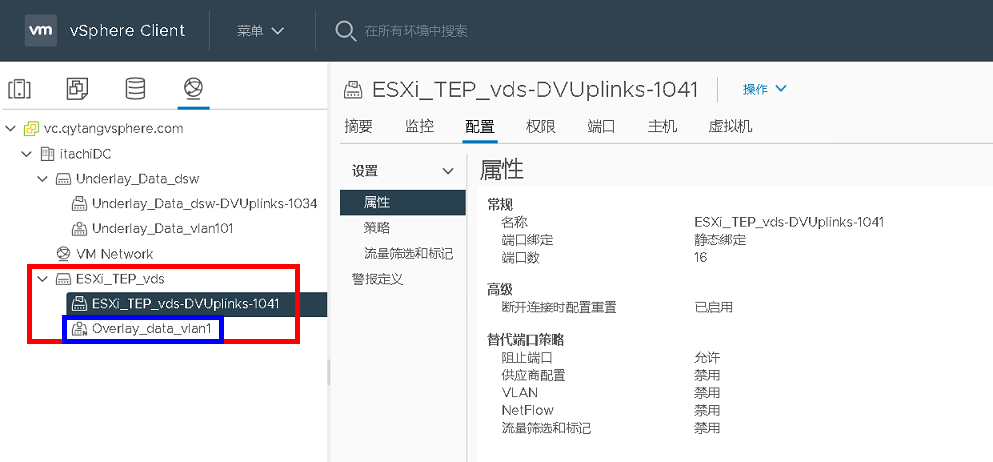 vm vSphere Client 菜单 在所有环境中搜索
ESXi_TEP_vds-DVUplinks-1041 操作
摘要 监控 配置 权限 端口 主机 虚拟机
vc.qytangvsphere.com
itachiDC
Underlay_Data_dsw
Underlay_Data_dsw-DVUplinks-1034
Underlay_Data_vlan101
VM Network
ESXi_TEP_vds
ESXi_TEP_vds-DVUplinks-1041
Overlay_data_vlan1
设置
属性
策略
流量筛选和标记
警报定义
属性
常规
名称 ESXi_TEP_vds-DVUplinks-1041
端口绑定 静态绑定
端口数 16
高级
断开连接时配置重置 已启用
替代端口策略
阻止端口 允许
供应商配置 禁用
VLAN 禁用
NetFlow 禁用
流量筛选和标记 禁用